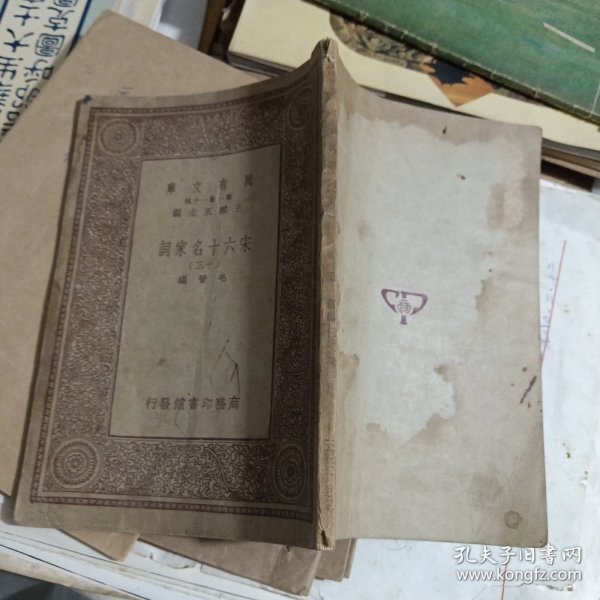 萬有文庫
第一集一千種
王雲五主編
宋六十名家詞
（十三）
毛晉編
商務印書館發行
孔夫子旧书网
www.kongfz.com